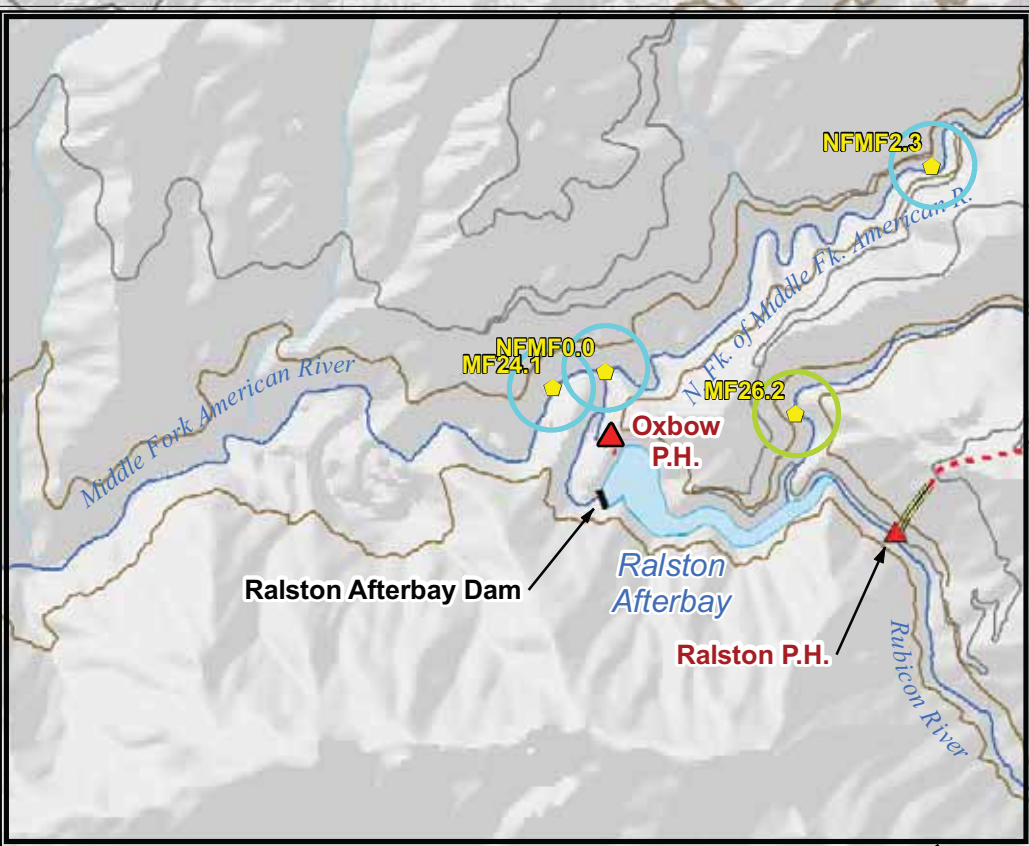 NFMF2.3
N. Fk. of Middle Fk. American R.
NFMF0.0
MF24.1
Middle Fork American River
MF26.2
Oxbow
P.H.
Ralston Afterbay Dam
Ralston
Afterbay
Ralston P.H.
Rubicon River